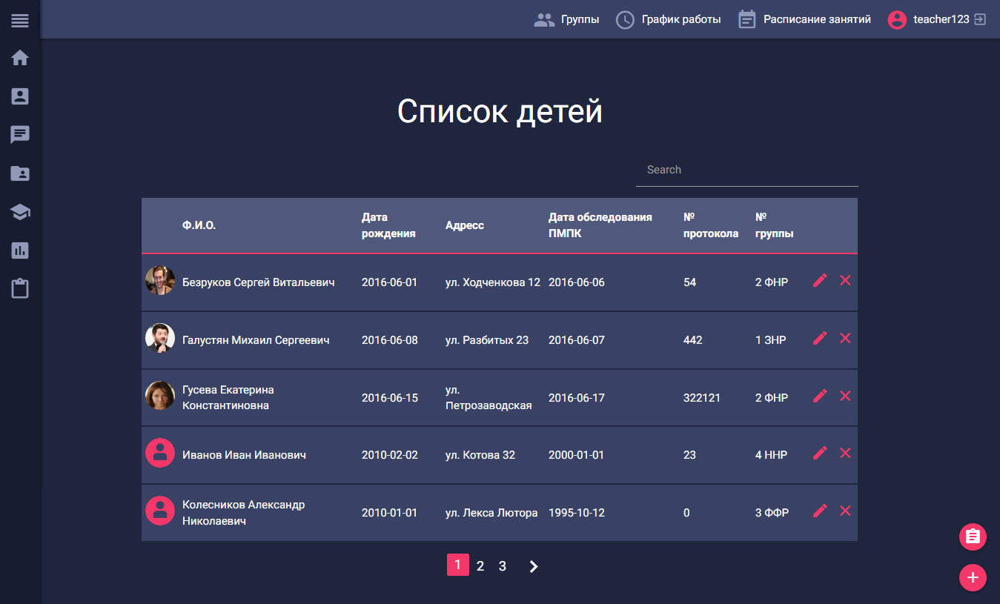 Группы График работы Расписание занятий teacher123
Список детей
Search
Ф.И.О. Дата рождения Адресс Дата обследования ПМПК № протокола № группы
Безруков Сергей Витальевич 2016-06-01 ул. Ходченкова 12 2016-06-06 54 2 ФНР
Галустян Михаил Сергеевич 2016-06-08 ул. Разбитых 23 2016-06-07 442 1 ЗНР
Гусева Екатерина Константиновна 2016-06-15 ул. Петрозаводская 2016-06-17 322121 2 ФНР
Иванов Иван Иванович 2010-02-02 ул. Котова 32 2000-01-01 23 4 ННР
Колесников Александр Николаевич 2010-01-01 ул. Лекса Лютора 1995-10-12 0 3 ФФР
1 2 3